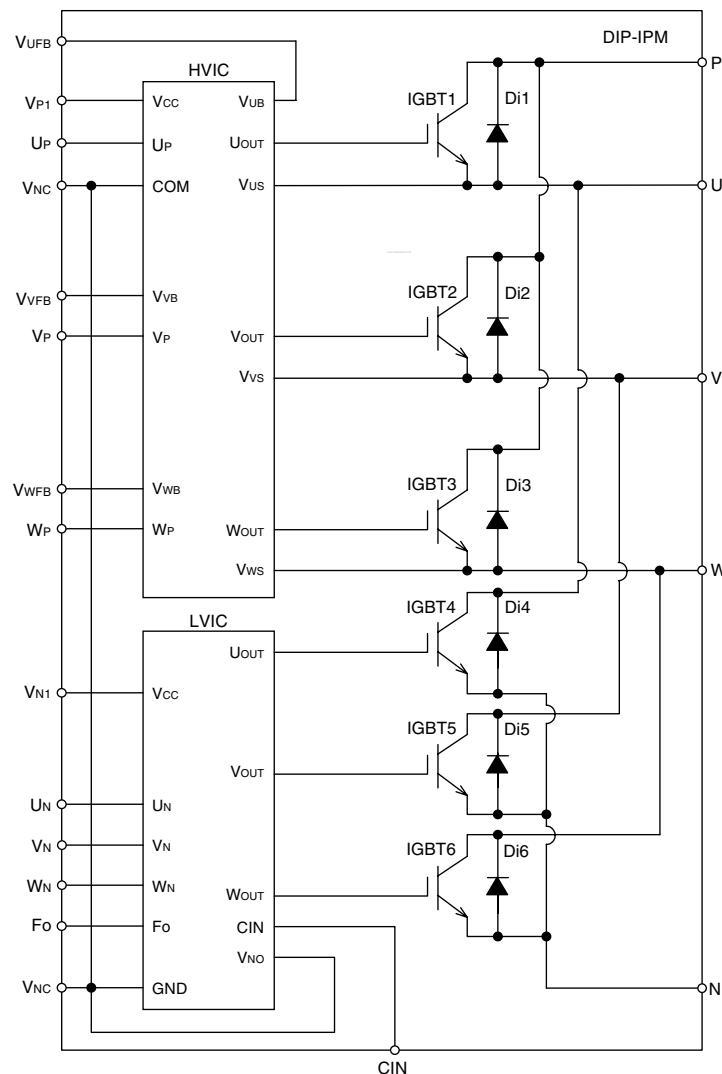 DIP-IPM
VUFB
HVIC
P
VP1
VCC
VUB
IGBT1
Di1
UP
UP
UOUT
VNC
COM
VUS
U
VVFB
VVB
IGBT2
Di2
VP
VP
VOUT
VVS
V
VWFB
VWB
IGBT3
Di3
WP
WP
WOUT
VWS
W
LVIC
IGBT4
Di4
UOUT
VN1
VCC
IGBT5
Di5
VOUT
UN
UN
VN
VN
IGBT6
Di6
WN
WN
WOUT
Fo
Fo
CIN
VNO
VNC
GND
N
CIN